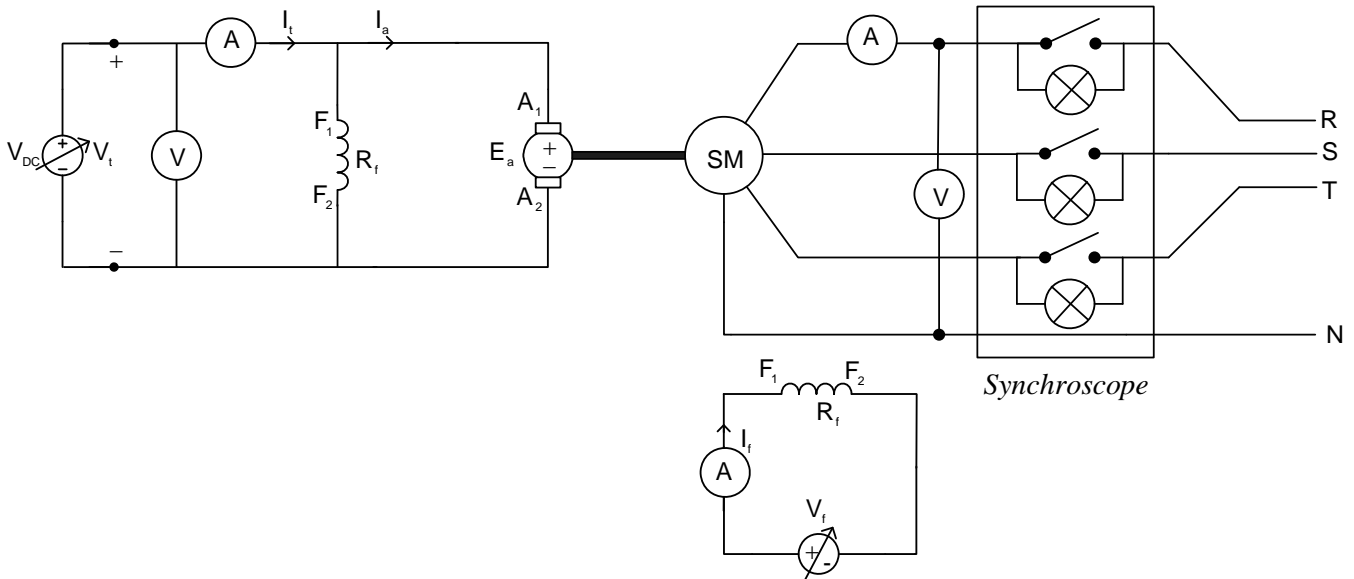 I_t I_a
A
A
+
F_1
A_1
R
V_DC
+
−
V_t
V
R_f
E_a
+
−
SM
S
F_2
A_2
V
T
−
N
F_1 F_2
Synchroscope
R_f
I_f
A
V_f
+
-